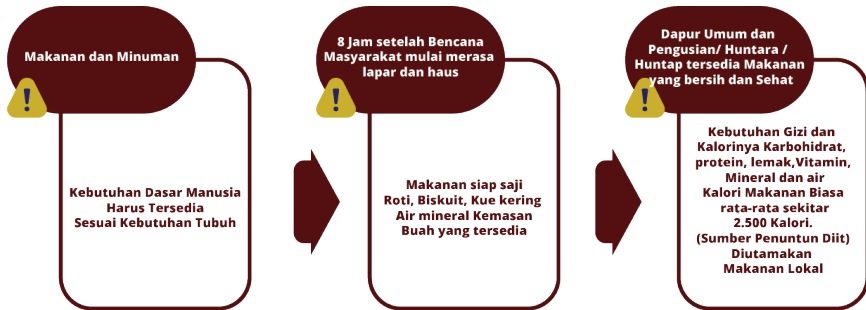 Makanan dan Minuman
Kebutuhan Dasar Manusia
Harus Tersedia
Sesuai Kebutuhan Tubuh
8 Jam setelah Bencana
Masyarakat mulai merasa
lapar dan haus
Makanan siap saji
Roti, Biskuit, Kue kering
Air mineral Kemasan
Buah yang tersedia
Dapur Umum dan
Pengusian/ Huntara /
Huntap tersedia Makanan
yang bersih dan Sehat
Kebutuhan Gizi dan
Kalorinya Karbohidrat,
protein, lemak,Vitamin,
Mineral dan air
Kalori Makanan Biasa
rata-rata sekitar
2.500 Kalori.
(Sumber Penuntun Diit)
Diutamakan
Makanan Lokal